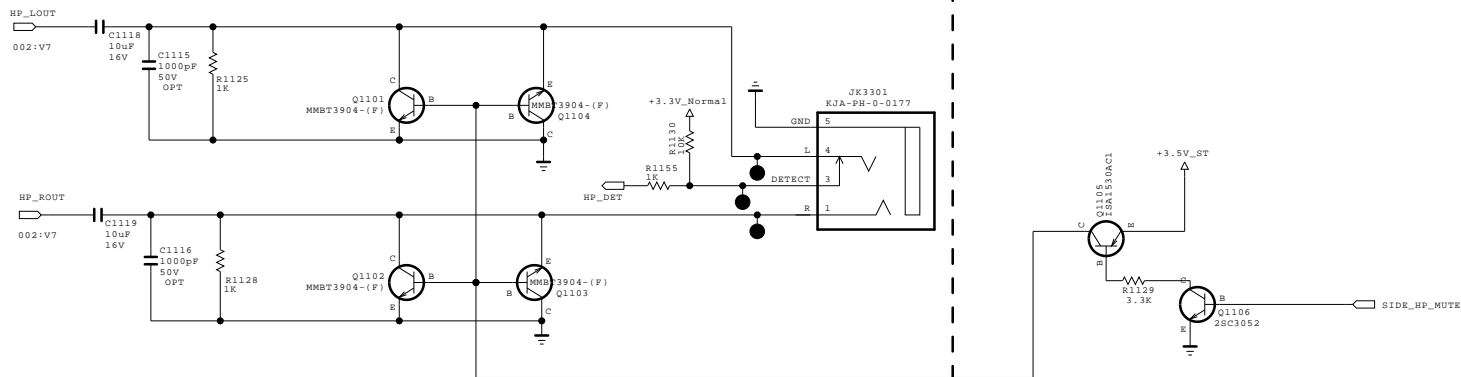 HP_LOUT
002:V7
C1118
10uF
16V
C1115
1000pF
50V
OPT
R1125
1K
C
Q1101
MMBT3904-(F)
B
E
E
MMBT3904-(F)
B
Q1104
C
+3.3V_Normal
R1130
10K
R1155
1K
HP_DET
JK3301
KJA-PH-0-0177
GND
5
L
4
DETECT
3
R
1
HP_ROUT
002:V7
C1119
10uF
16V
C1116
1000pF
50V
OPT
R1128
1K
C
Q1102
MMBT3904-(F)
B
E
E
MMBT3904-(F)
B
Q1103
C
Q1105
ISA1530AC1
+3.5V_ST
C
E
B
R1129
3.3K
C
B
Q1106
2SC3052
E
SIDE_HP_MUTE